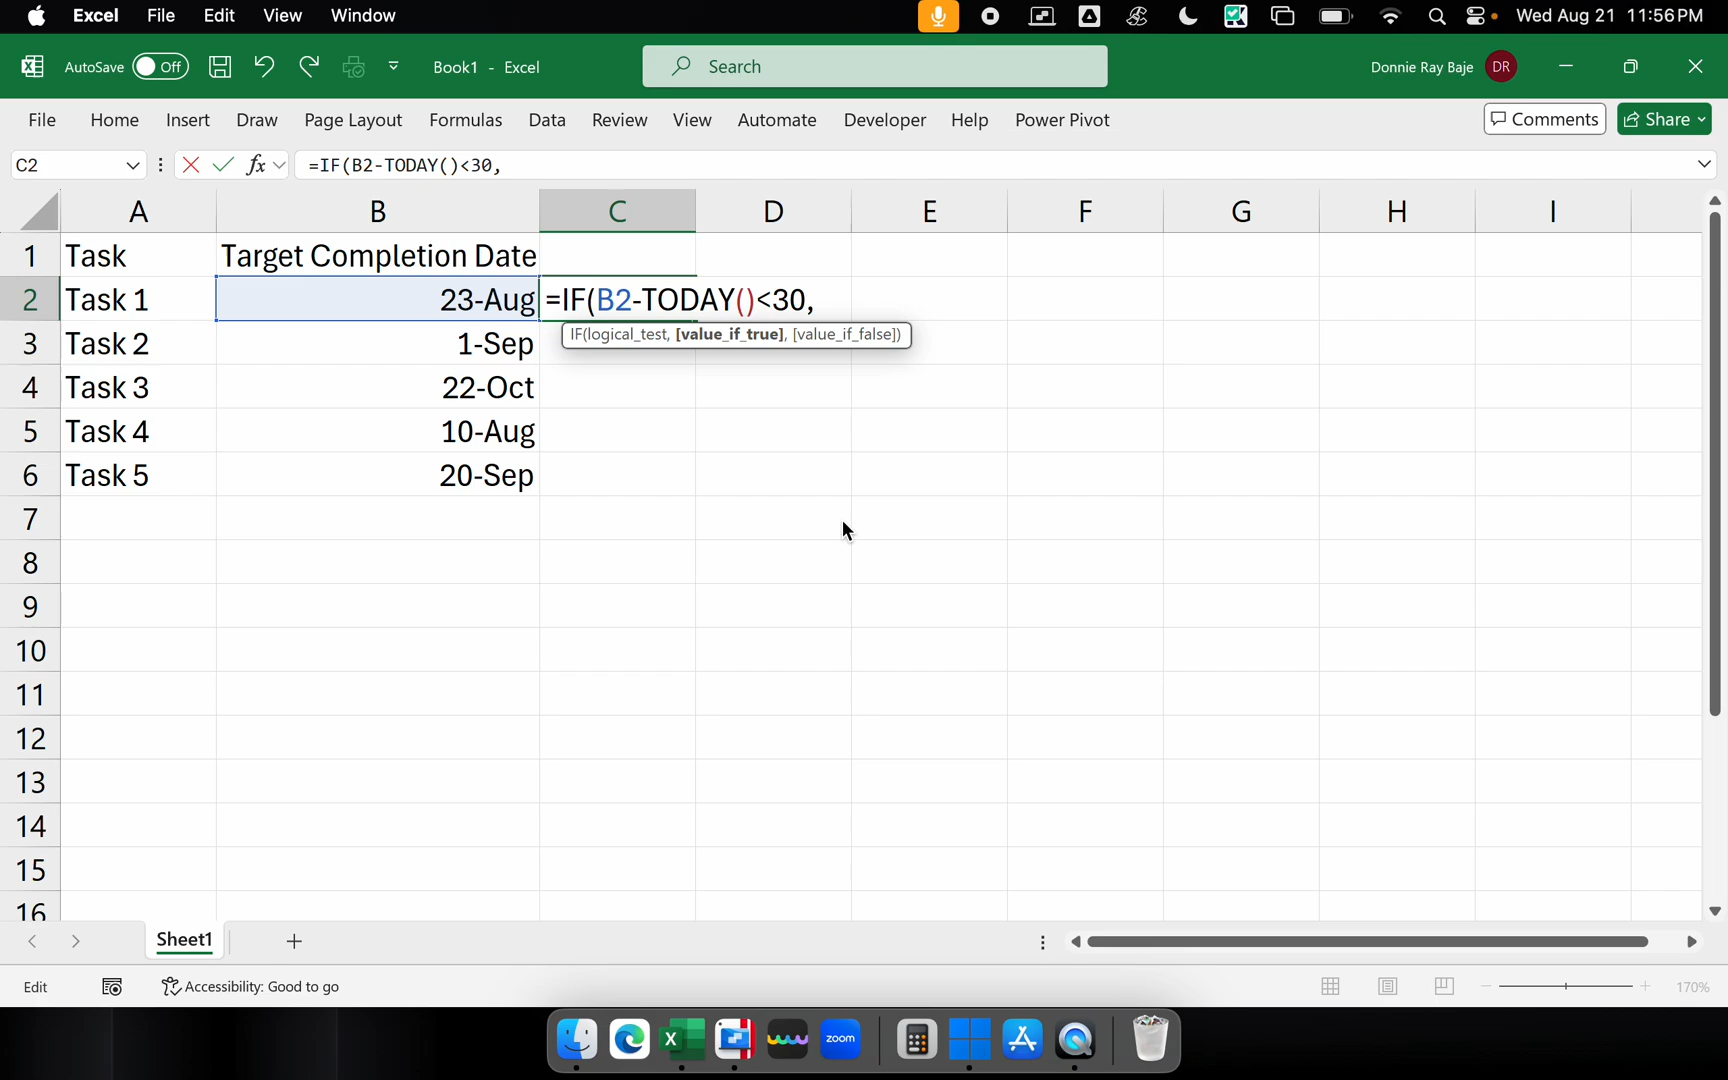 Excel File Edit View Window Wed Aug 21 11:56 PM
AutoSave Off Book1 - Excel Search Donnie Ray Baje DR
File Home Insert Draw Page Layout Formulas Data Review View Automate Developer Help Power Pivot Comments Share
C2 fx =IF(B2-TODAY()<30,
A B C D E F G H I
1 Task Target Completion Date
2 Task 1 23-Aug =IF(B2-TODAY()<30,
IF(logical_test, [value_if_true], [value_if_false])
3 Task 2 1-Sep
4 Task 3 22-Oct
5 Task 4 10-Aug
6 Task 5 20-Sep
7
8
9
10
11
12
13
14
15
16
Sheet1
Edit Accessibility: Good to go 170%
zoom